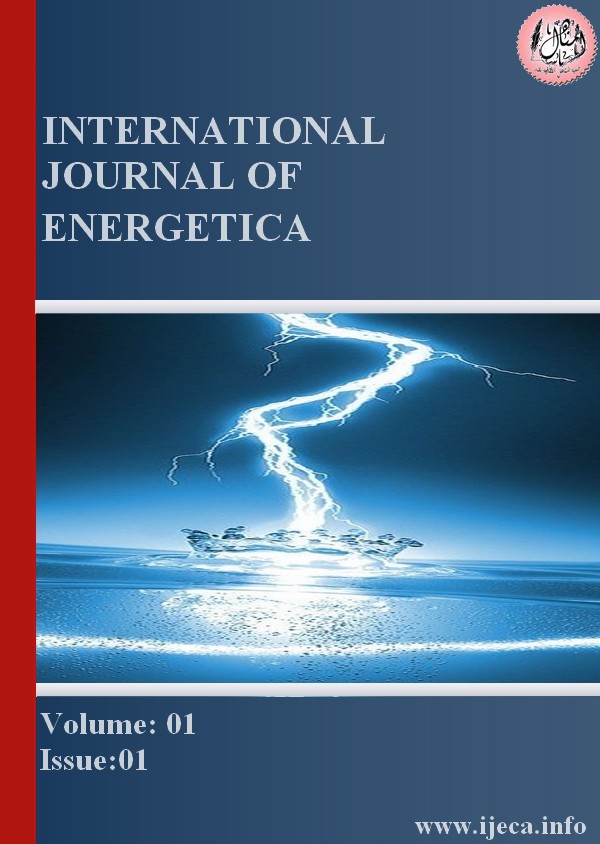 INTERNATIONAL
JOURNAL OF
ENERGETICA
Volume: 01
Issue:01
www.ijeca.info